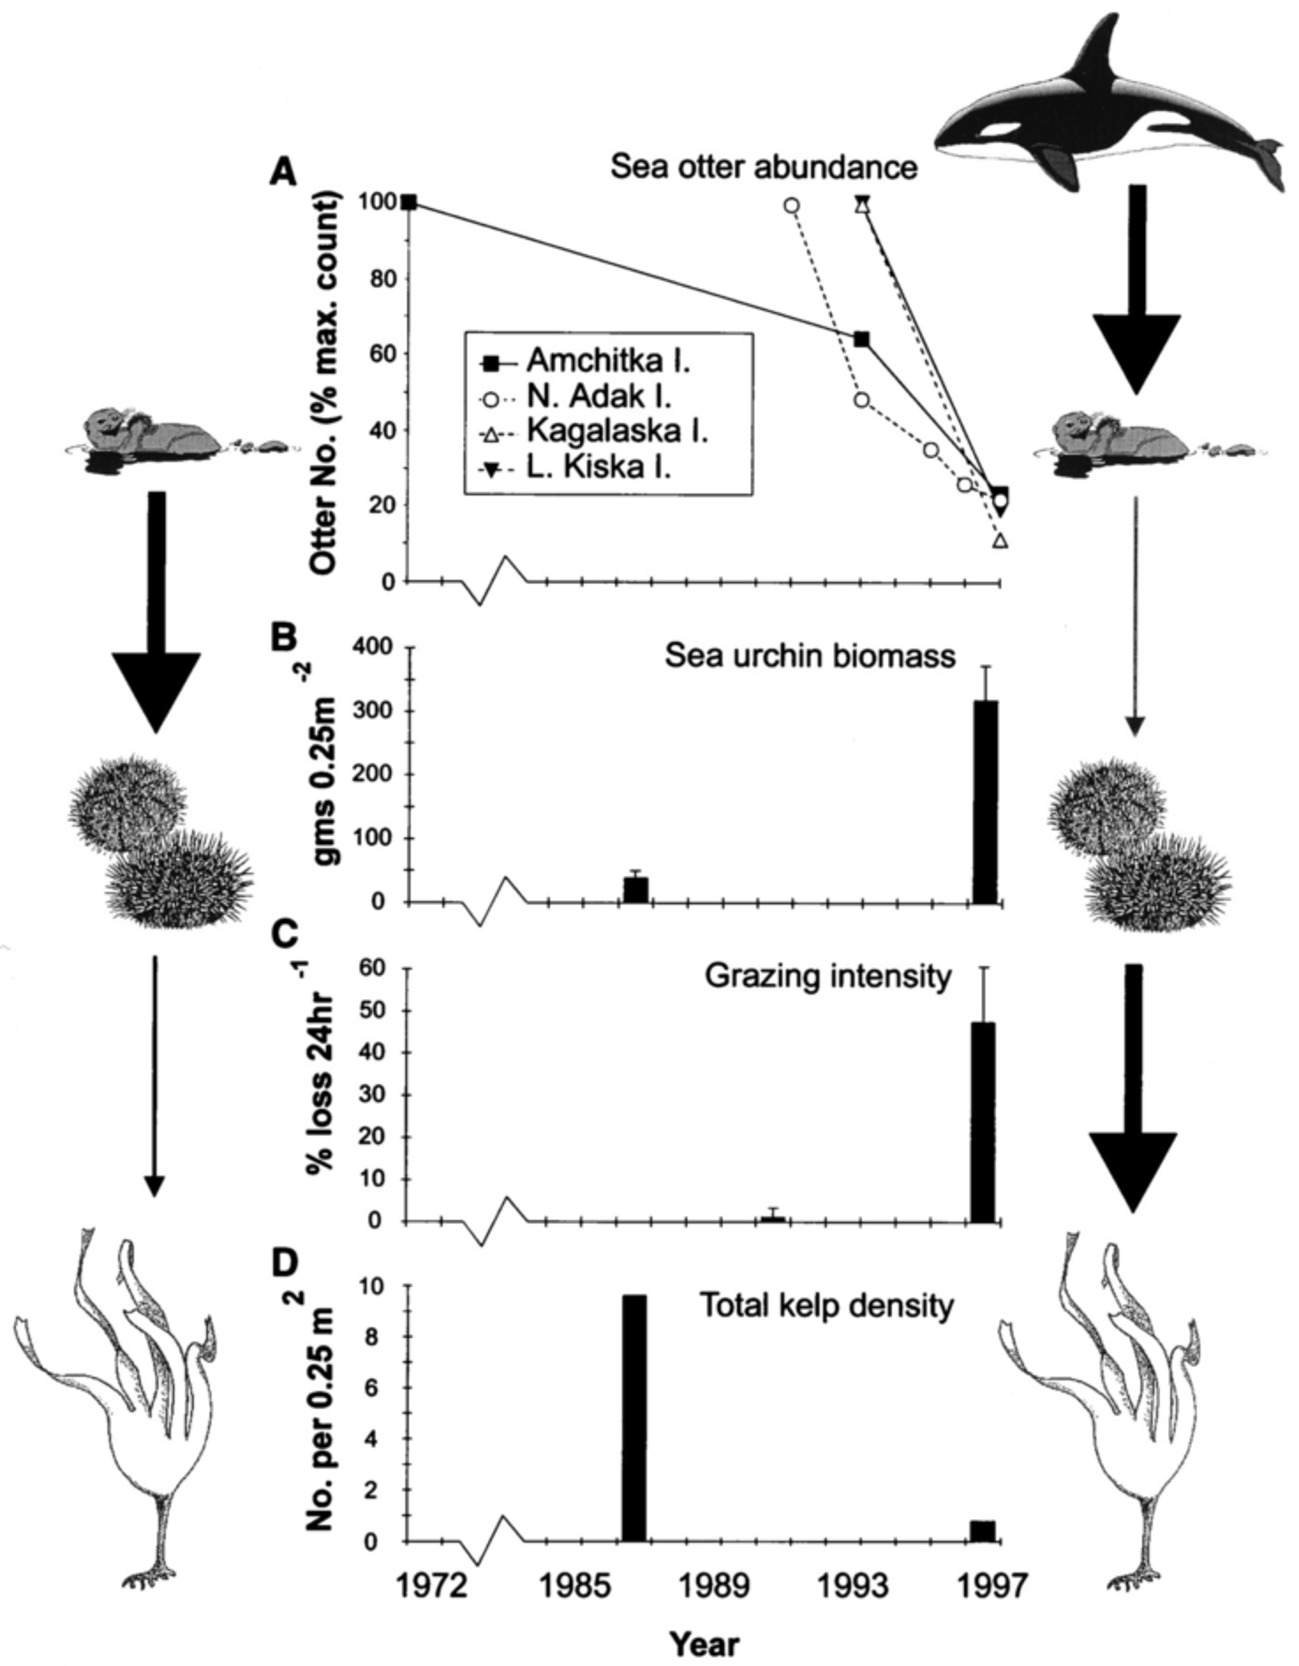 A
Sea otter abundance
Otter No. (% max. count)
100
80
60
40
20
0
Amchitka I.
N. Adak I.
Kagalaska I.
L. Kiska I.
B
Sea urchin biomass
gms 0.25m-2
400
300
200
100
0
C
Grazing intensity
% loss 24hr-1
60
50
40
30
20
10
0
D
Total kelp density
No. per 0.25 m2
10
8
6
4
2
0
1972 1985 1989 1993 1997
Year